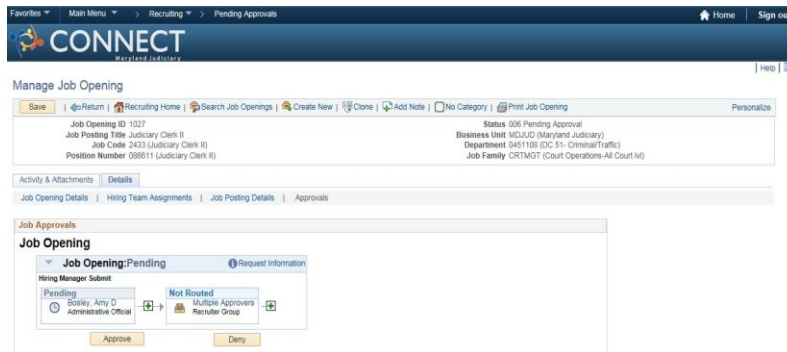 Favorites Main Menu > Recruiting > Pending Approvals Home Sign ou
CONNECT
Maryland Judiciary
| Help |
Manage Job Opening
Save | Return | Recruiting Home | Search Job Openings | Create New | Clone | Add Note | No Category | Print Job Opening Personalize
Job Opening ID 1027 Status 006 Pending Approval
Job Posting Title Judiciary Clerk II Business Unit MDJUD (Maryland Judiciary)
Job Code 2433 (Judiciary Clerk II) Department 0451108 (DC 51- Criminal/Traffic)
Position Number 086611 (Judiciary Clerk II) Job Family CRTMGT (Court Operations-All Court lvl)
Activity & Attachments Details
Job Opening Details | Hiring Team Assignments | Job Posting Details | Approvals
Job Approvals
Job Opening
Job Opening:Pending Request Information
Hiring Manager Submit
Pending Not Routed
Bosley, Amy D Multiple Approvers
Administrative Official Recruiter Group
Approve Deny